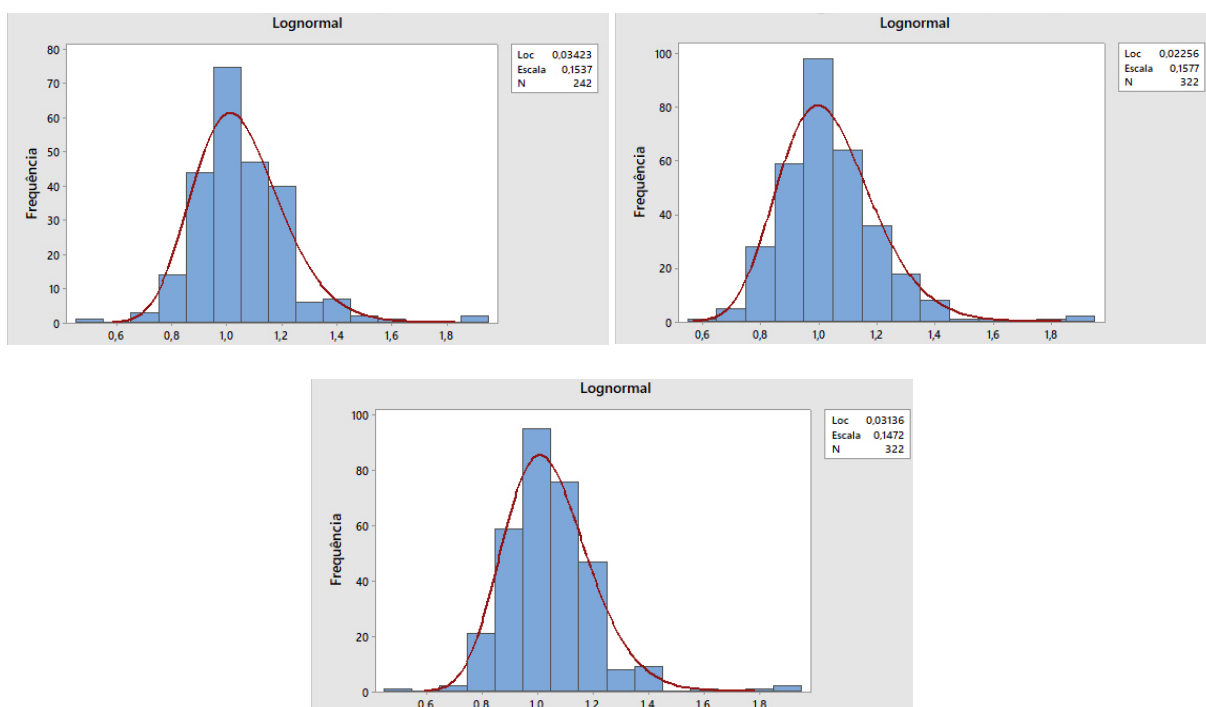 Lognormal
Loc 0,03423
Escala 0,1537
N 242
Frequência
80
70
60
50
40
30
20
10
0
0,6 0,8 1,0 1,2 1,4 1,6 1,8
Lognormal
Loc 0,02256
Escala 0,1577
N 322
Frequência
100
80
60
40
20
0
0,6 0,8 1,0 1,2 1,4 1,6 1,8
Lognormal
Loc 0,03136
Escala 0,1472
N 322
Frequência
100
80
60
40
20
0
0,6 0,8 1,0 1,2 1,4 1,6 1,8